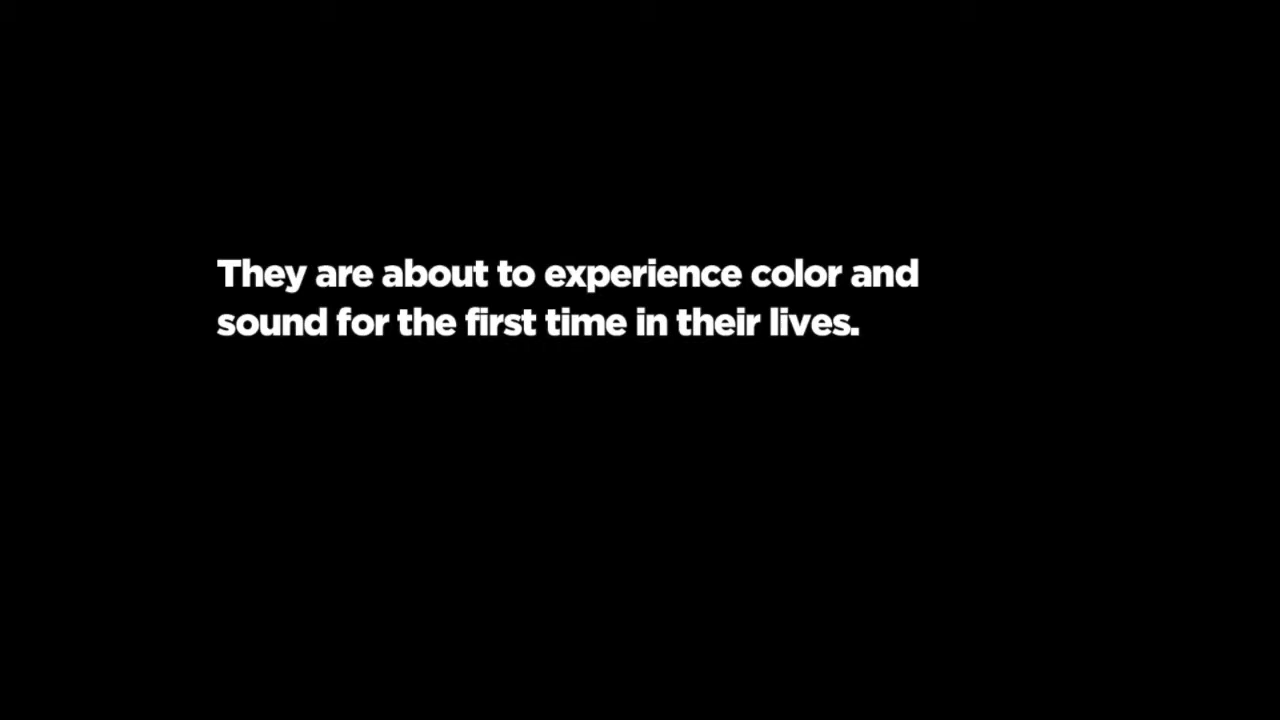 They are about to experience color and
sound for the first time in their lives.